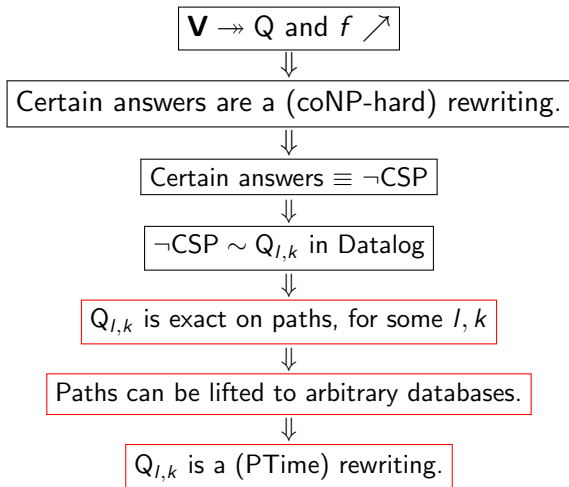 𝐕 ↠ Q and f ↗
⇓
Certain answers are a (coNP-hard) rewriting.
⇓
Certain answers ≡ ¬CSP
⇓
¬CSP ∼ Q_{l,k} in Datalog
⇓
Q_{l,k} is exact on paths, for some l, k
⇓
Paths can be lifted to arbitrary databases.
⇓
Q_{l,k} is a (PTime) rewriting.